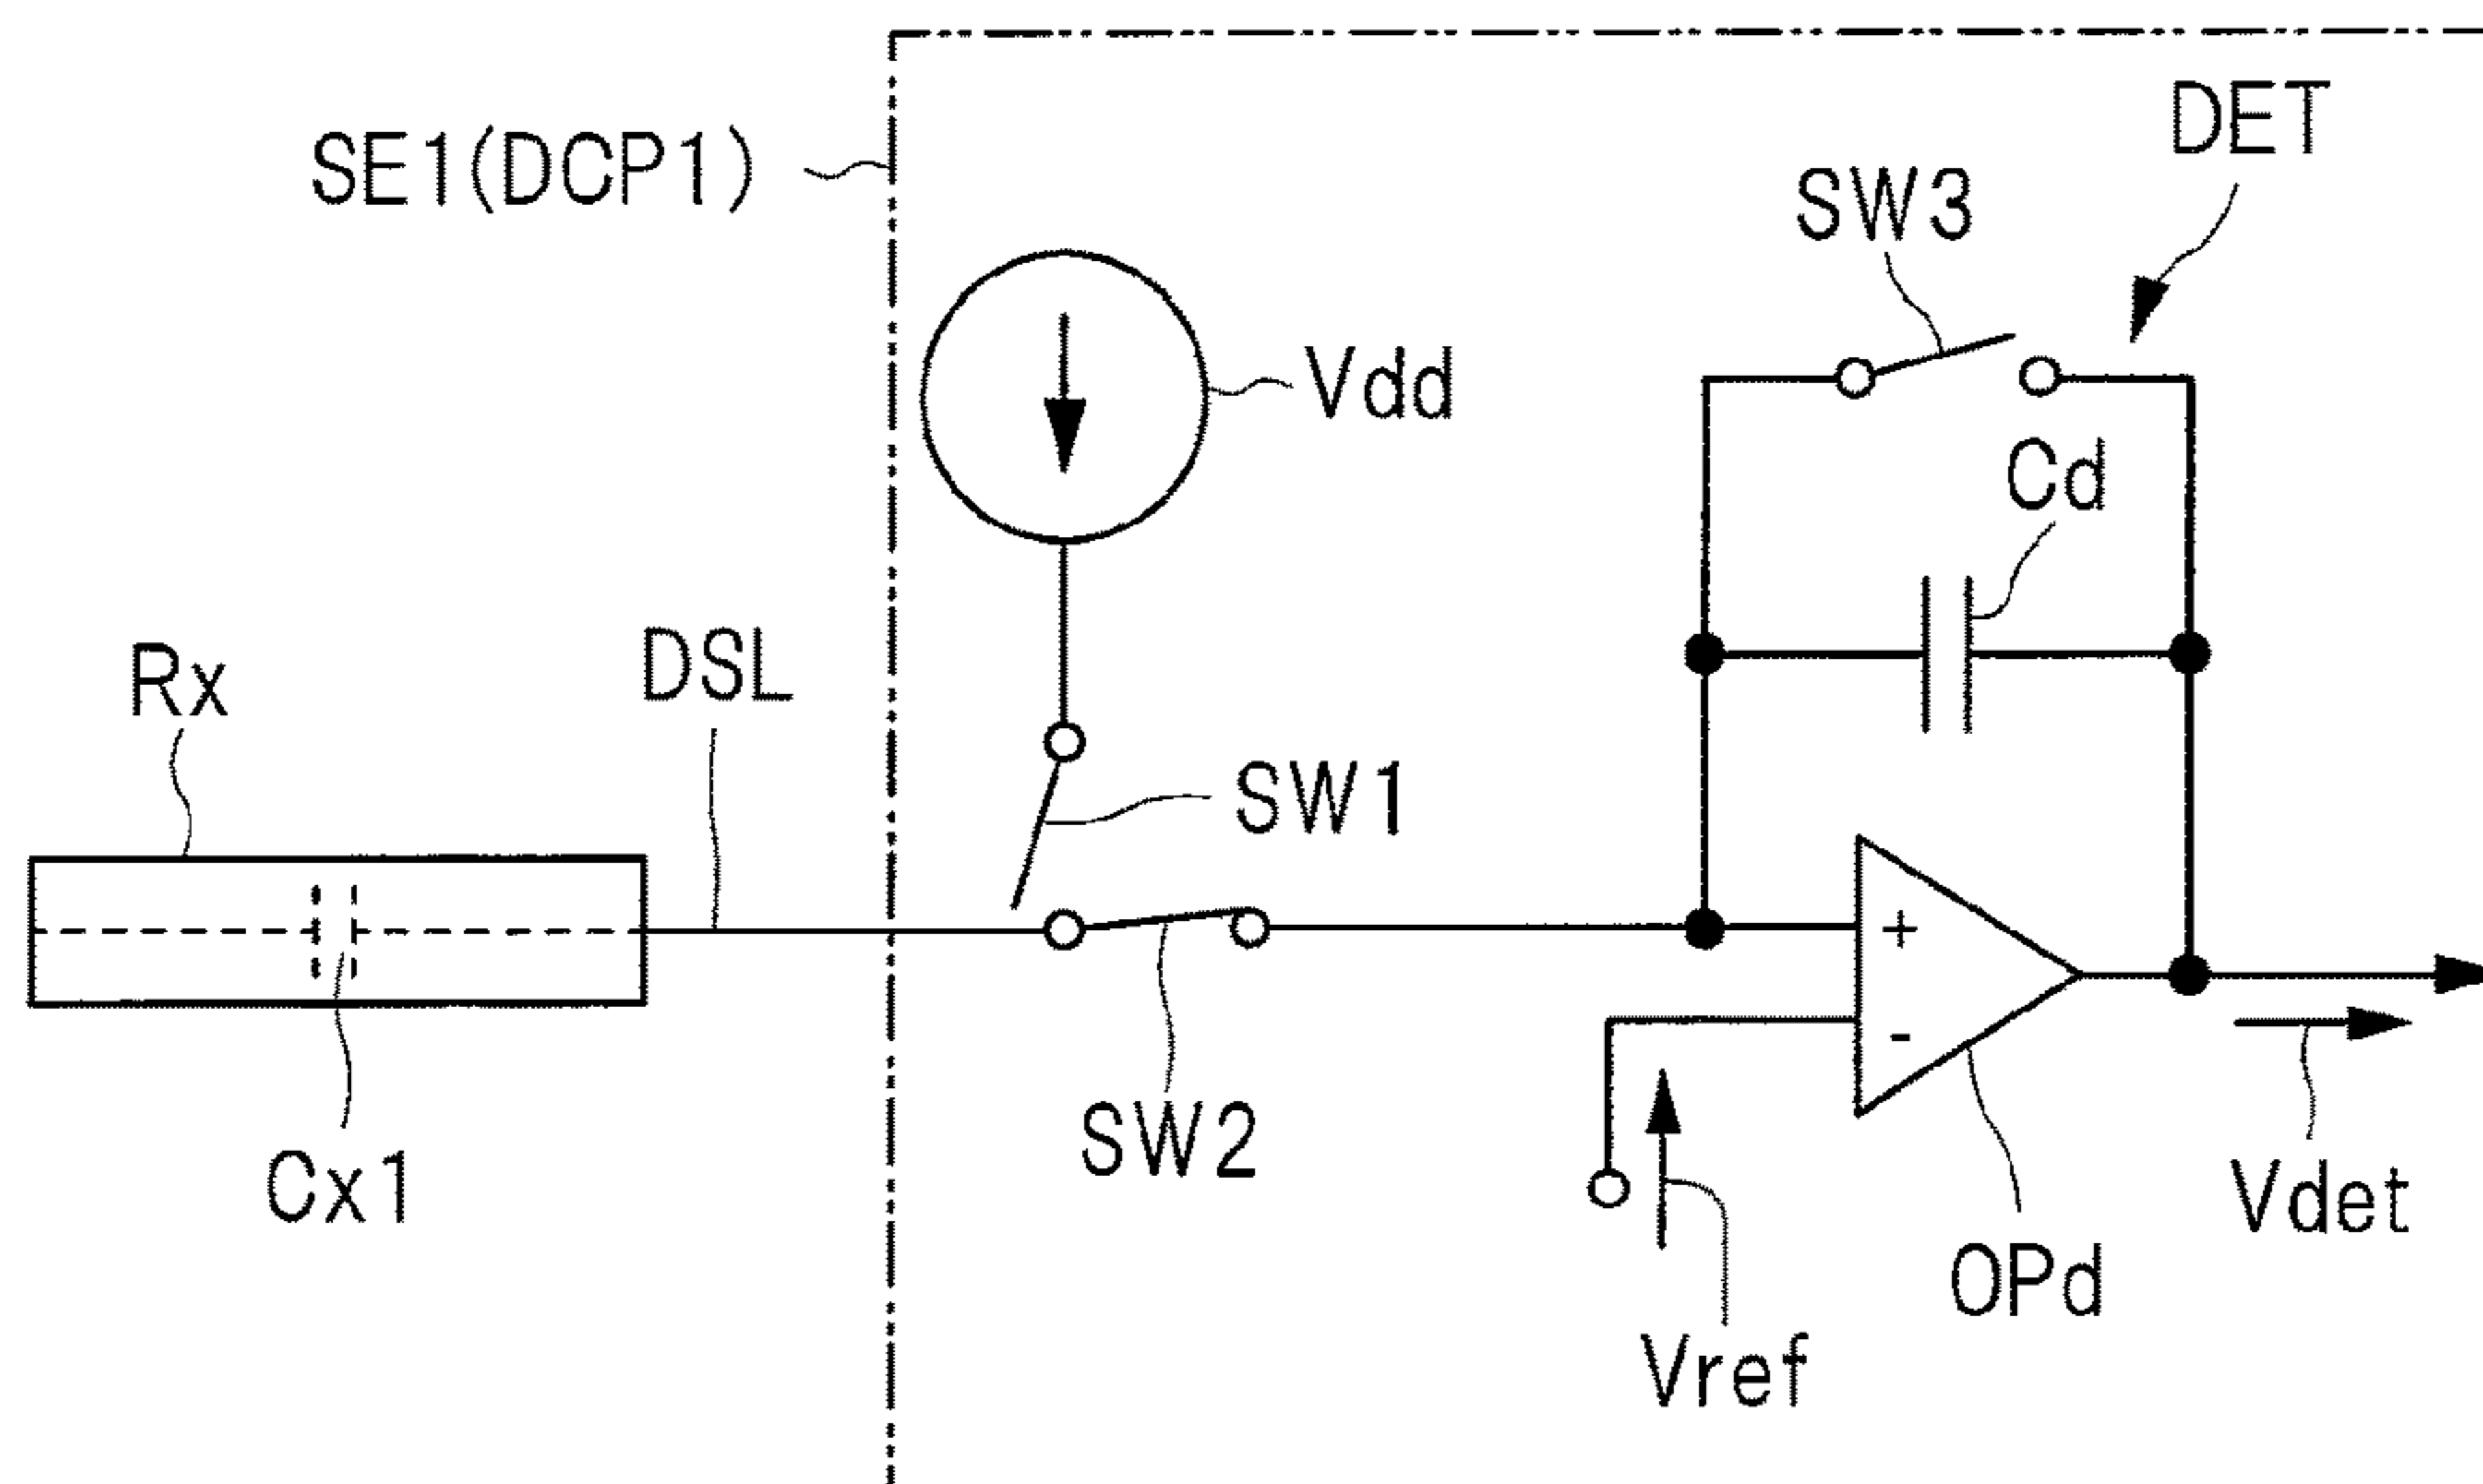 DET
SE1(DCP1)
SW3
Vdd
Cd
DSL
Rx
SW1
+
-
SW2
Cx1
Vdet
OPd
Vref